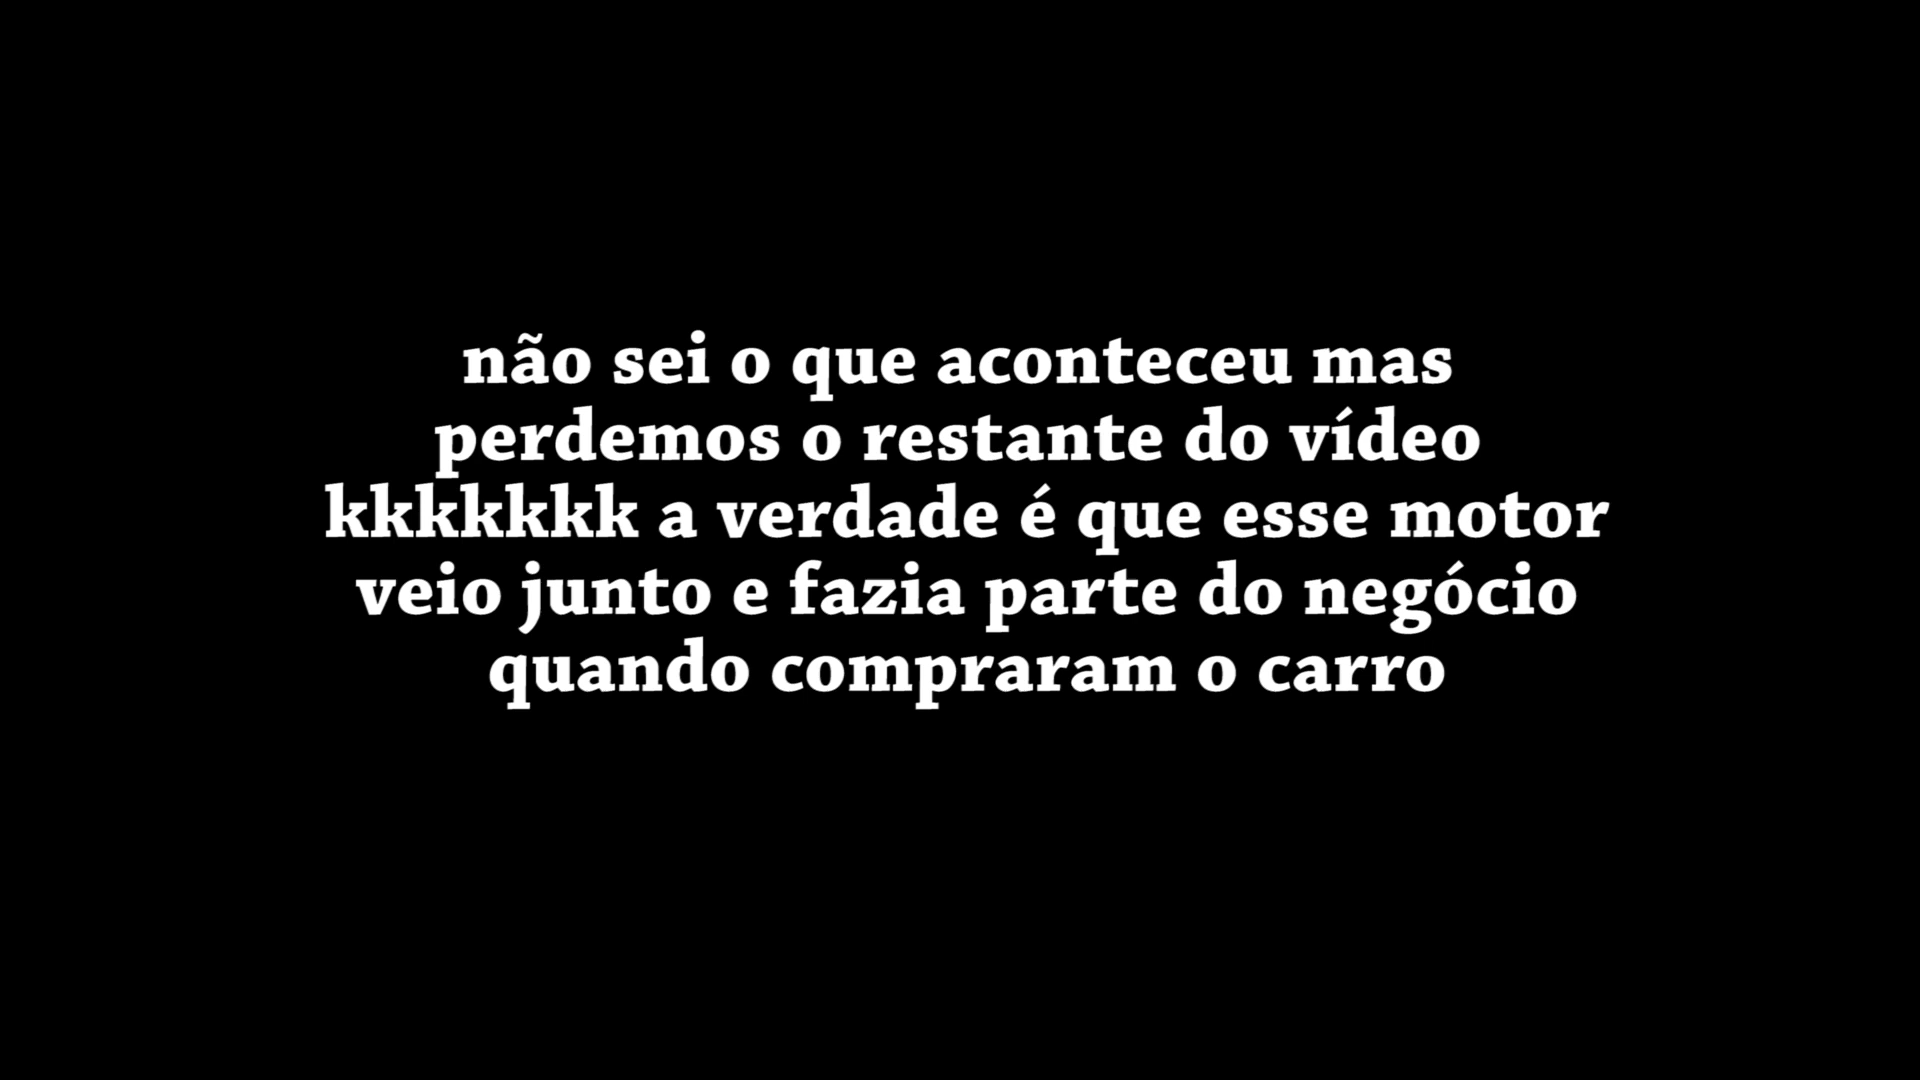 não sei o que aconteceu mas
perdemos o restante do vídeo
kkkkkkk a verdade é que esse motor
veio junto e fazia parte do negócio
quando compraram o carro